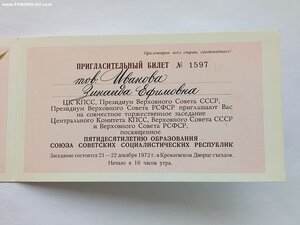 www.FORUMS-SU.com
Пролетарии всех стран, соединяйтесь!
ПРИГЛАСИТЕЛЬНЫЙ БИЛЕТ № 1597
тов. Иванова
Зинаида Ефимовна
ЦК КПСС, Президиум Верховного Совета СССР,
Президиум Верховного Совета РСФСР приглашают Вас
на совместное торжественное заседание
Центрального Комитета КПСС, Верховного Совета СССР
и Верховного Совета РСФСР,
посвященное
ПЯТИДЕСЯТИЛЕТИЮ ОБРАЗОВАНИЯ
СОЮЗА СОВЕТСКИХ СОЦИАЛИСТИЧЕСКИХ РЕСПУБЛИК
Заседание состоится 21—22 декабря 1972 г. в Кремлевском Дворце съездов.
Начало в 10 часов утра.